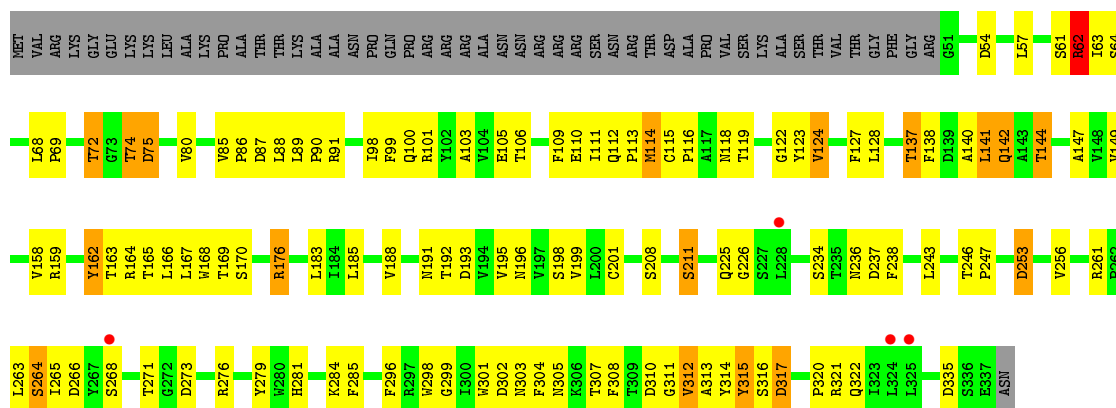 MET VAL ARG LYS GLY GLU LYS LYS LEU ALA LYS PRO ALA THR THR LYS ALA ALA ASN PRO GLN PRO ARG ARG ARG ALA ASN ASN ARG ARG ARG SER ASN ARG THR ASP ALA PRO VAL SER LYS ALA SER THR VAL THR GLY PHE GLY ARG G51 D54 L57 S61 R62 I63 S66
L68 P69 T72 G73 T74 D75 V80 V85 P86 D87 L88 L89 P90 R91 I98 F99 Q100 R101 Y102 A103 V104 E105 T106 F109 E110 I111 Q112 P113 M114 C115 P116 A117 N118 T119 G122 Y123 V124 F127 L128 T137 F138 D139 A140 L141 Q142 A143 T144 A147 V148 V149
V158 R159 Y162 T163 R164 T165 L166 L167 W168 T169 S170 R176 L183 I184 L185 V188 N191 T192 D193 V194 V195 N196 V197 S198 V199 L200 C201 S208 S211 Q225 G226 S227 L228 S234 T235 N236 D237 F238 L243 T246 P247 D253 V256 R261
L263 S264 I265 D266 Y267 S268 T271 G272 D273 R276 Y279 W280 H281 K284 F285 F296 R297 W298 G299 I300 W301 D302 N303 F304 N305 K306 T307 F308 T309 D310 G311 V312 A313 Y314 Y315 S316 D317 P320 R321 Q322 I323 L324 L325 D335 S336 E337 ASN